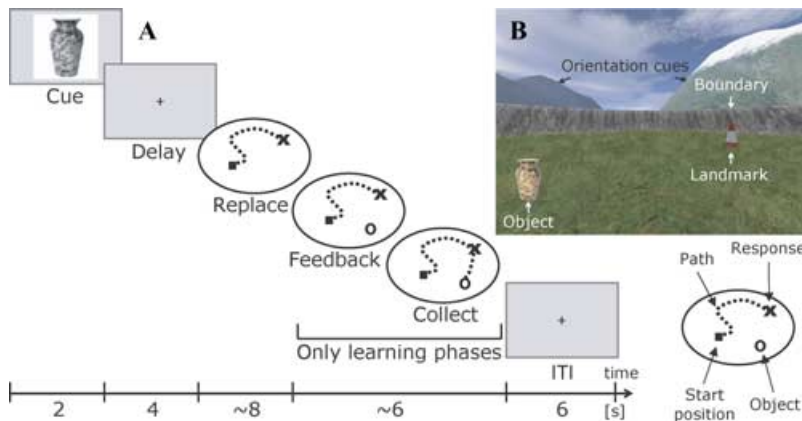 A
Cue
+
Delay
Replace
Feedback
Collect
Only learning phases
+
ITI
time
2
4
~8
~6
6
[s]
B
Orientation cues
Boundary
Landmark
Object
Path
Response
Start
position
Object